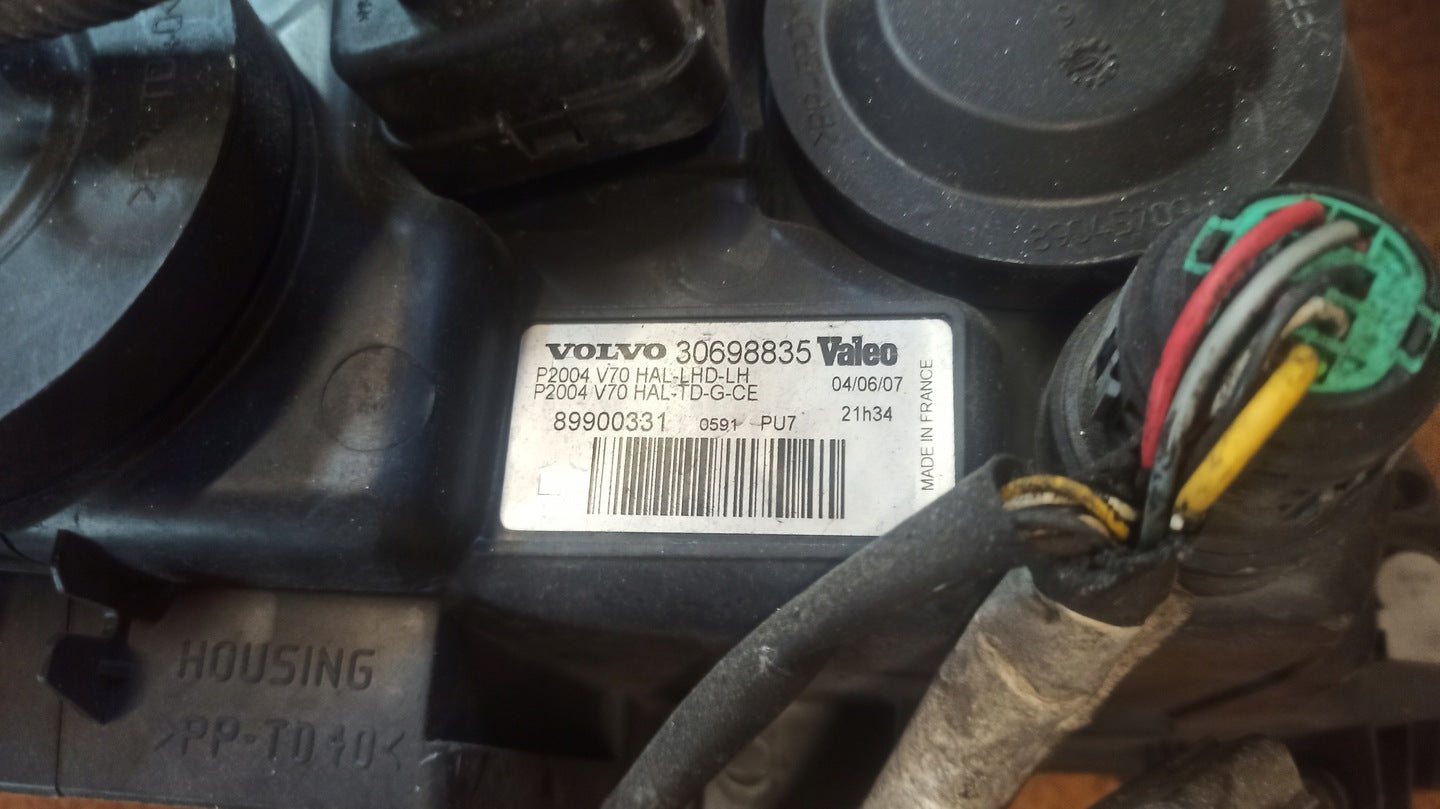 VOLVO 30698835 Valeo
P2004 V70 HAL-LHD-LH
P2004 V70 HAL-TD-G-CE
04/06/07
89900331 0591 PU7 21h34
MADE IN FRANCE
HOUSING
>PP-TD40<